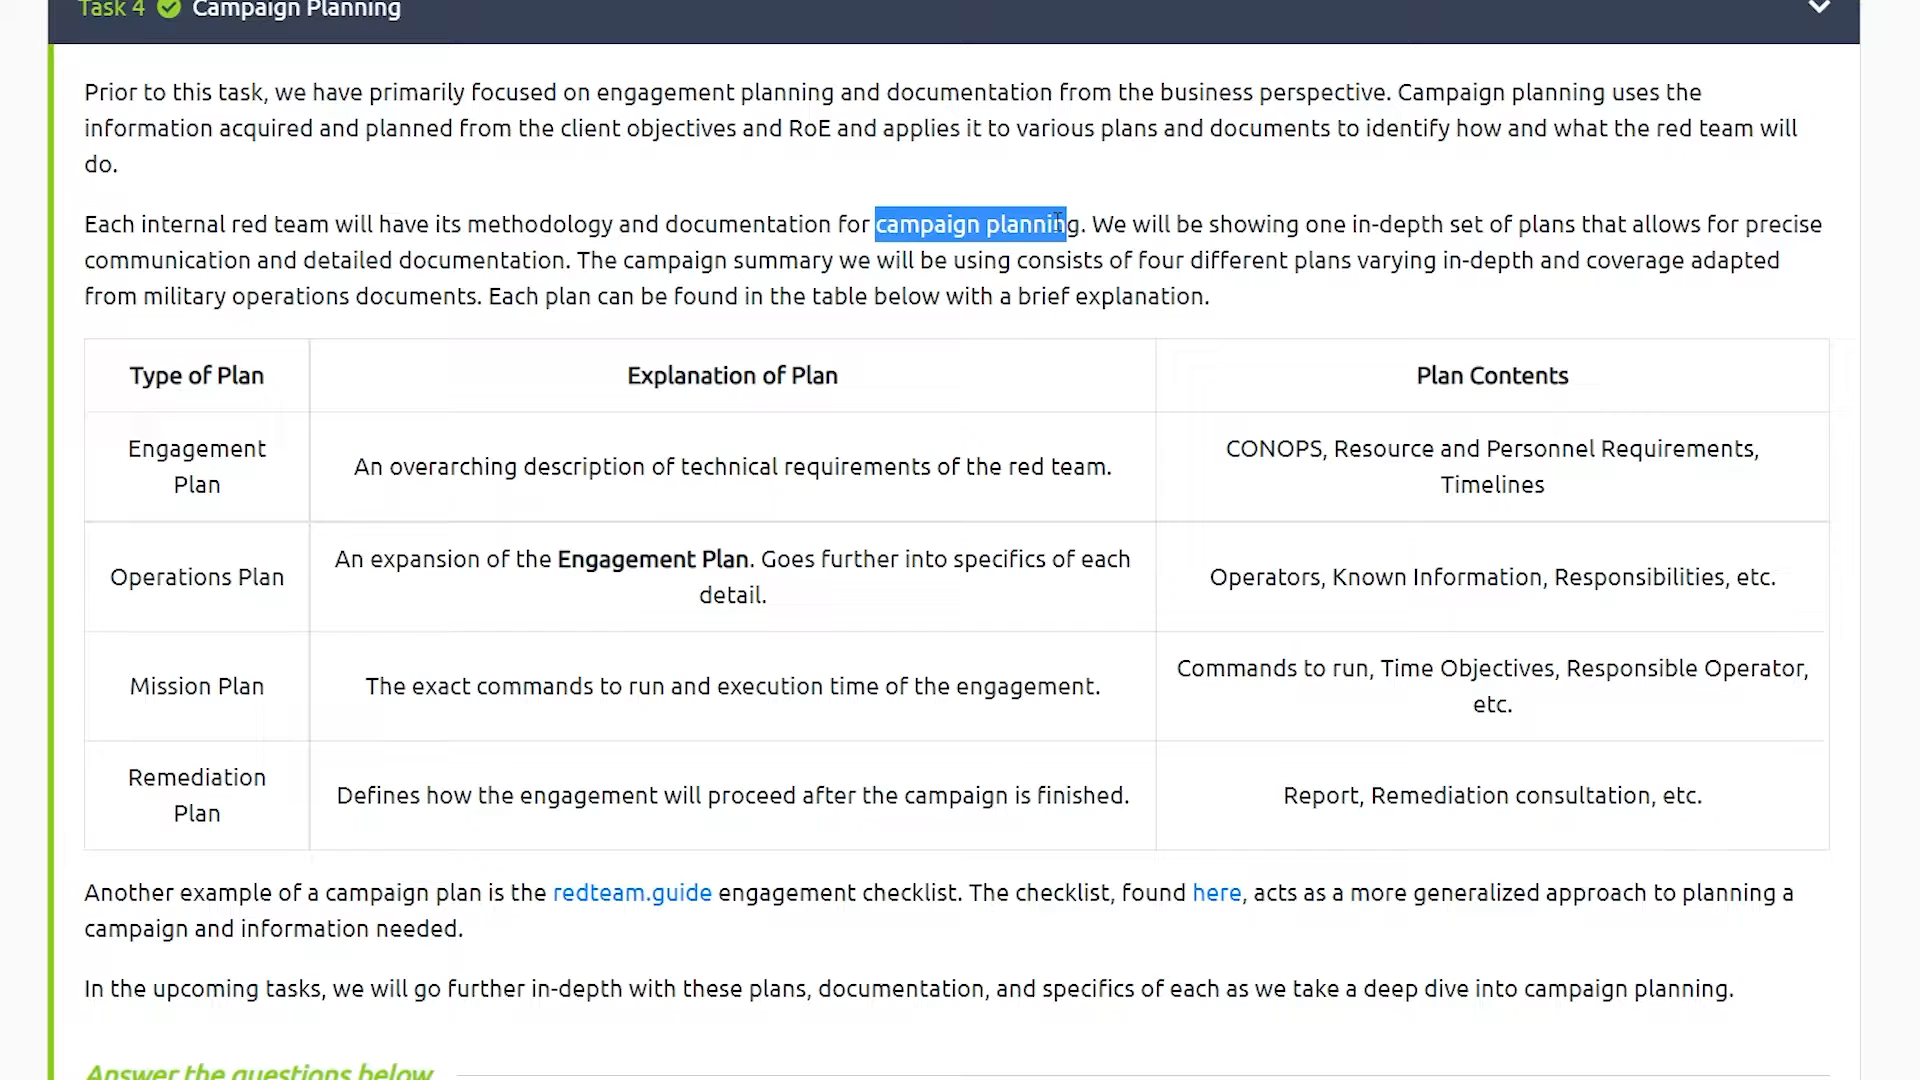 Task 4 Campaign Planning
Prior to this task, we have primarily focused on engagement planning and documentation from the business perspective. Campaign planning uses the
information acquired and planned from the client objectives and RoE and applies it to various plans and documents to identify how and what the red team will
do.
Each internal red team will have its methodology and documentation for campaign planning. We will be showing one in-depth set of plans that allows for precise
communication and detailed documentation. The campaign summary we will be using consists of four different plans varying in-depth and coverage adapted
from military operations documents. Each plan can be found in the table below with a brief explanation.
Type of Plan
Explanation of Plan
Plan Contents
Engagement
Plan
An overarching description of technical requirements of the red team.
CONOPS, Resource and Personnel Requirements,
Timelines
Operations Plan
An expansion of the Engagement Plan. Goes further into specifics of each
detail.
Operators, Known Information, Responsibilities, etc.
Mission Plan
The exact commands to run and execution time of the engagement.
Commands to run, Time Objectives, Responsible Operator,
etc.
Remediation
Plan
Defines how the engagement will proceed after the campaign is finished.
Report, Remediation consultation, etc.
Another example of a campaign plan is the redteam.guide engagement checklist. The checklist, found here, acts as a more generalized approach to planning a
campaign and information needed.
In the upcoming tasks, we will go further in-depth with these plans, documentation, and specifics of each as we take a deep dive into campaign planning.
Answer the questions below